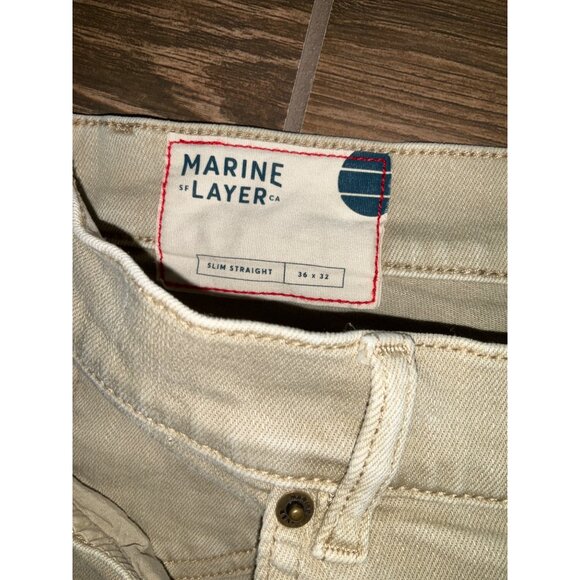 MARINE
SF LAYER CA
SLIM STRAIGHT 36 x 32